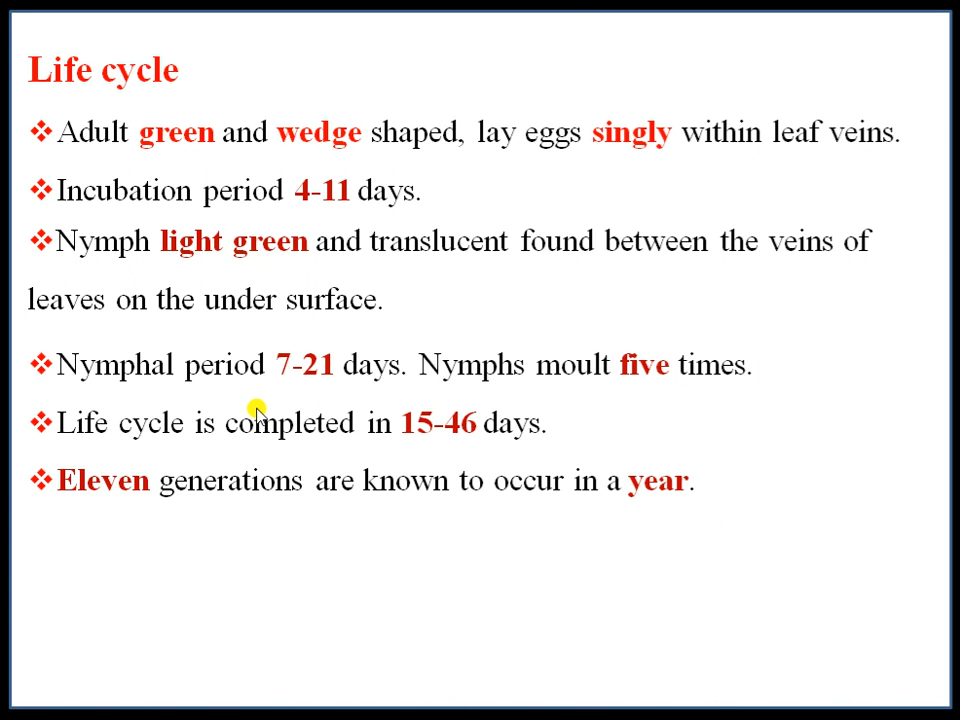 Life cycle
❖Adult green and wedge shaped, lay eggs singly within leaf veins.
❖Incubation period 4-11 days.
❖Nymph light green and translucent found between the veins of
leaves on the under surface.
❖Nymphal period 7-21 days. Nymphs moult five times.
❖Life cycle is completed in 15-46 days.
❖Eleven generations are known to occur in a year.